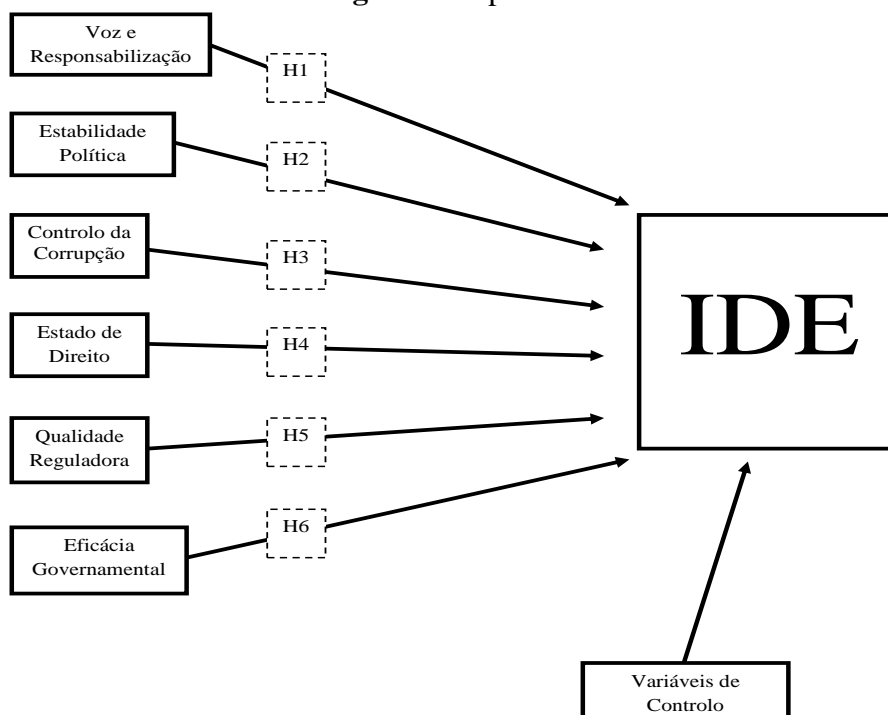 Voz e
Responsabilização
H1
Estabilidade
Política
H2
Controlo da
Corrupção
H3
IDE
Estado de
Direito
H4
Qualidade
Reguladora
H5
Eficácia
Governamental
H6
Variáveis de
Controlo